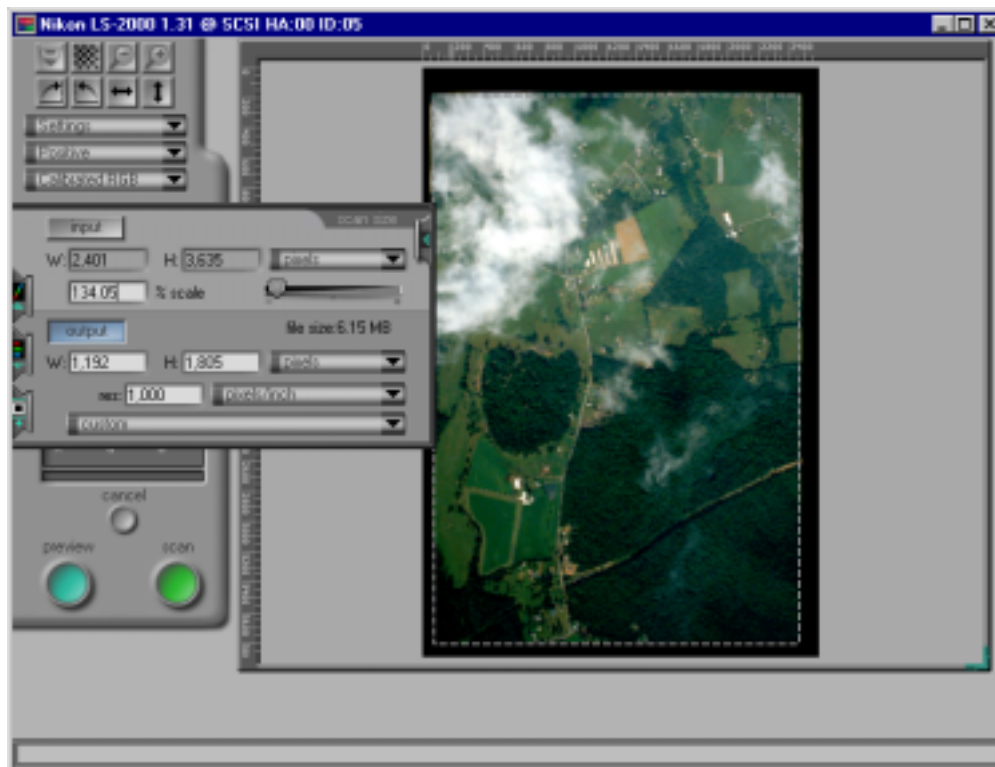 Nikon LS-2000 1.31 @ SCSI HA:00 ID:05
Settings
Positive
Calibrated RGB
scan size
input
W: 2,401 H: 3,635 pixels
134.05 % scale
output file size:6.15 MB
W: 1,192 H: 1,805 pixels
res: 1,000 pixels/inch
custom
cancel
preview scan